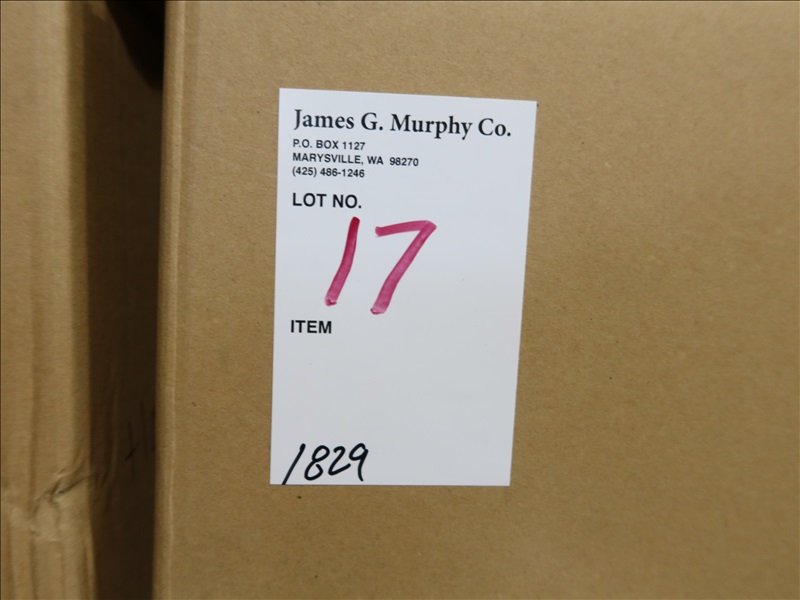 James G. Murphy Co.
P.O. BOX 1127
MARYSVILLE, WA 98270
(425) 486-1246
LOT NO.
17
ITEM
1829